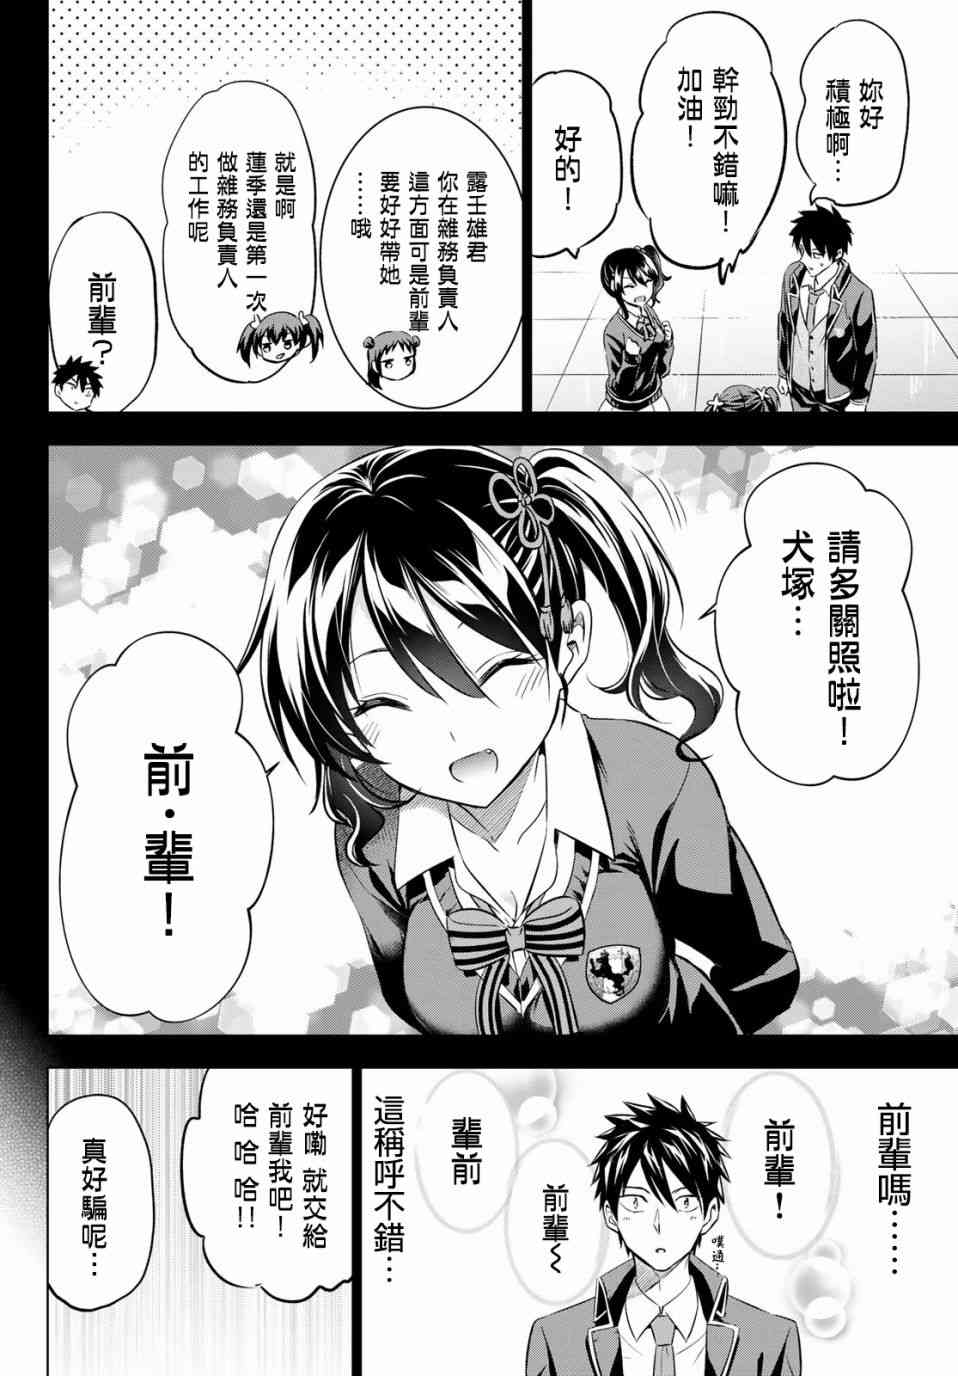 妳好
積極啊…
幹勁不錯嘛！
加油！
好的！
露壬雄君
你在雜務負責人
這方面可是前輩
要好好帶她
……哦
就是啊
蓮季還是第一次
做雜務負責人
的工作呢
前輩？
請多關照啦！
犬塚…
前·輩！
前輩嗎……
前輩！
噗通…
前輩～
輩前
這稱呼不錯…
好嘞 就交給
前輩我吧！
哈哈哈!!
真好騙呢…